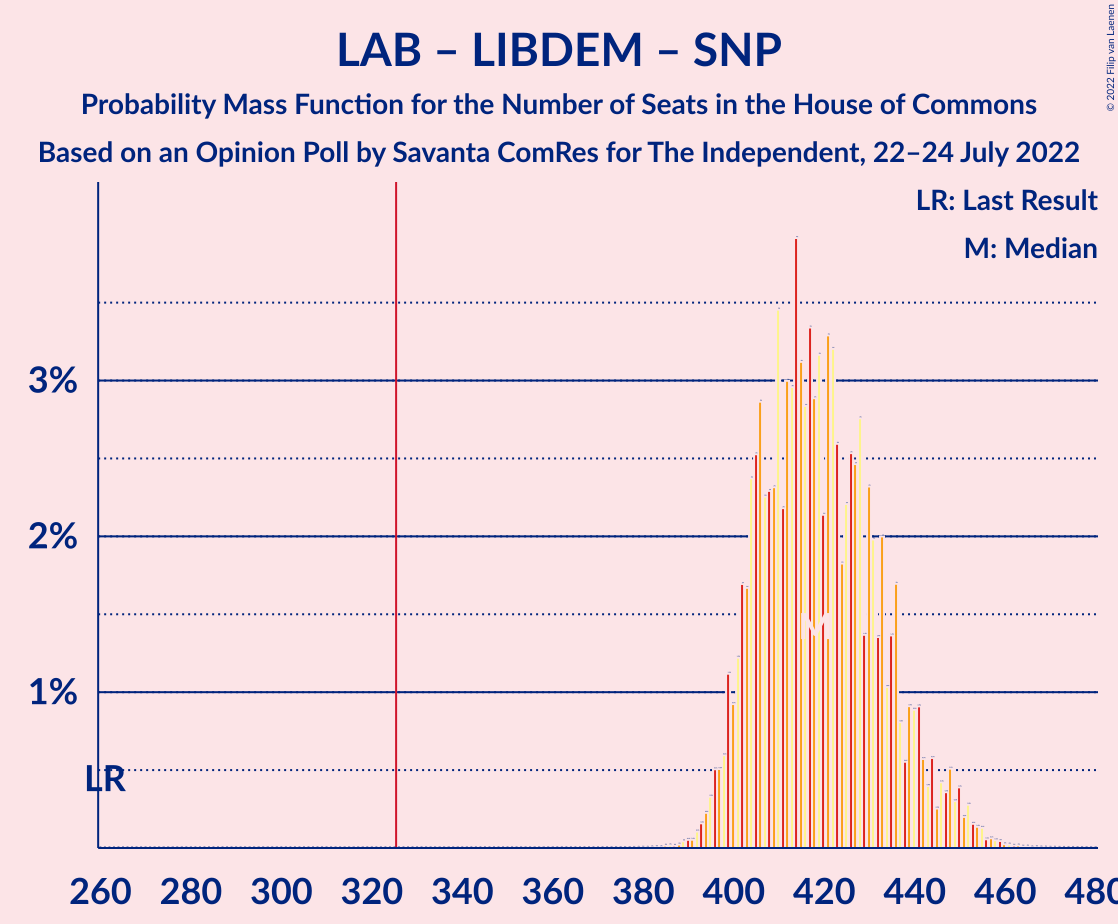 LAB – LIBDEM – SNP
Probability Mass Function for the Number of Seats in the House of Commons
Based on an Opinion Poll by Savanta ComRes for The Independent, 22–24 July 2022
© 2022 Filip van Laenen
LR: Last Result
M: Median
3%
2%
1%
M
LR
260 280 300 320 340 360 380 400 420 440 460 480